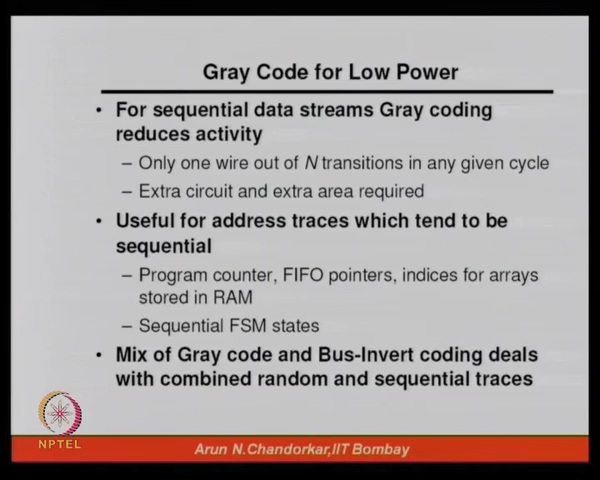 Gray Code for Low Power
• For sequential data streams Gray coding
reduces activity
– Only one wire out of N transitions in any given cycle
– Extra circuit and extra area required
• Useful for address traces which tend to be
sequential
– Program counter, FIFO pointers, indices for arrays
stored in RAM
– Sequential FSM states
• Mix of Gray code and Bus-Invert coding deals
with combined random and sequential traces
NPTEL
Arun N.Chandorkar,IIT Bombay